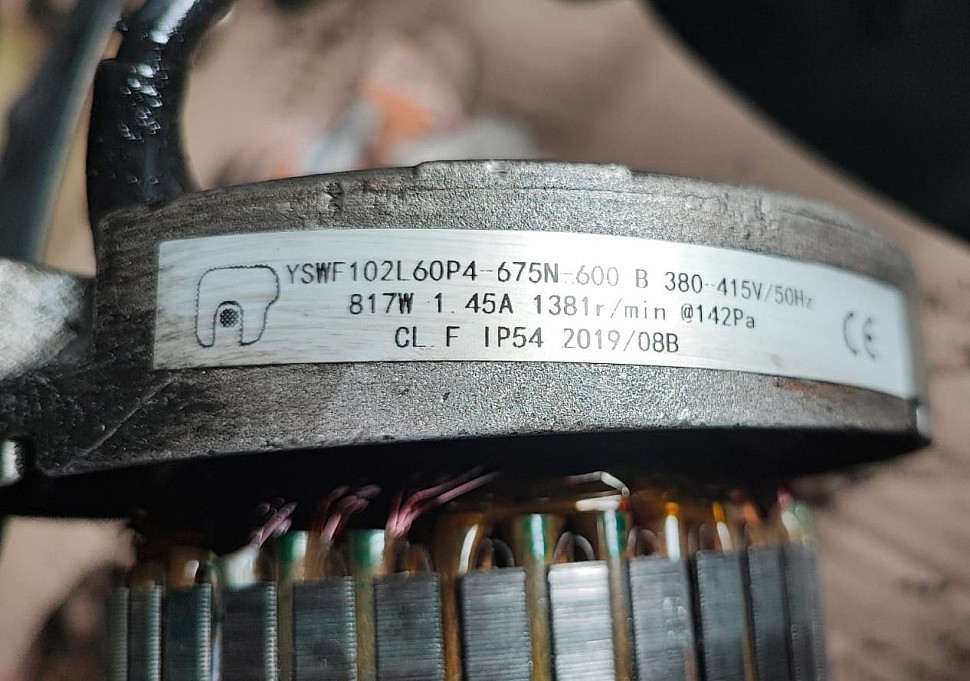 YSWF102L60P4-675N-600 B 380-415V/50Hz
817W 1.45A 1381r/min @142Pa
CL.F IP54 2019/08B
CE